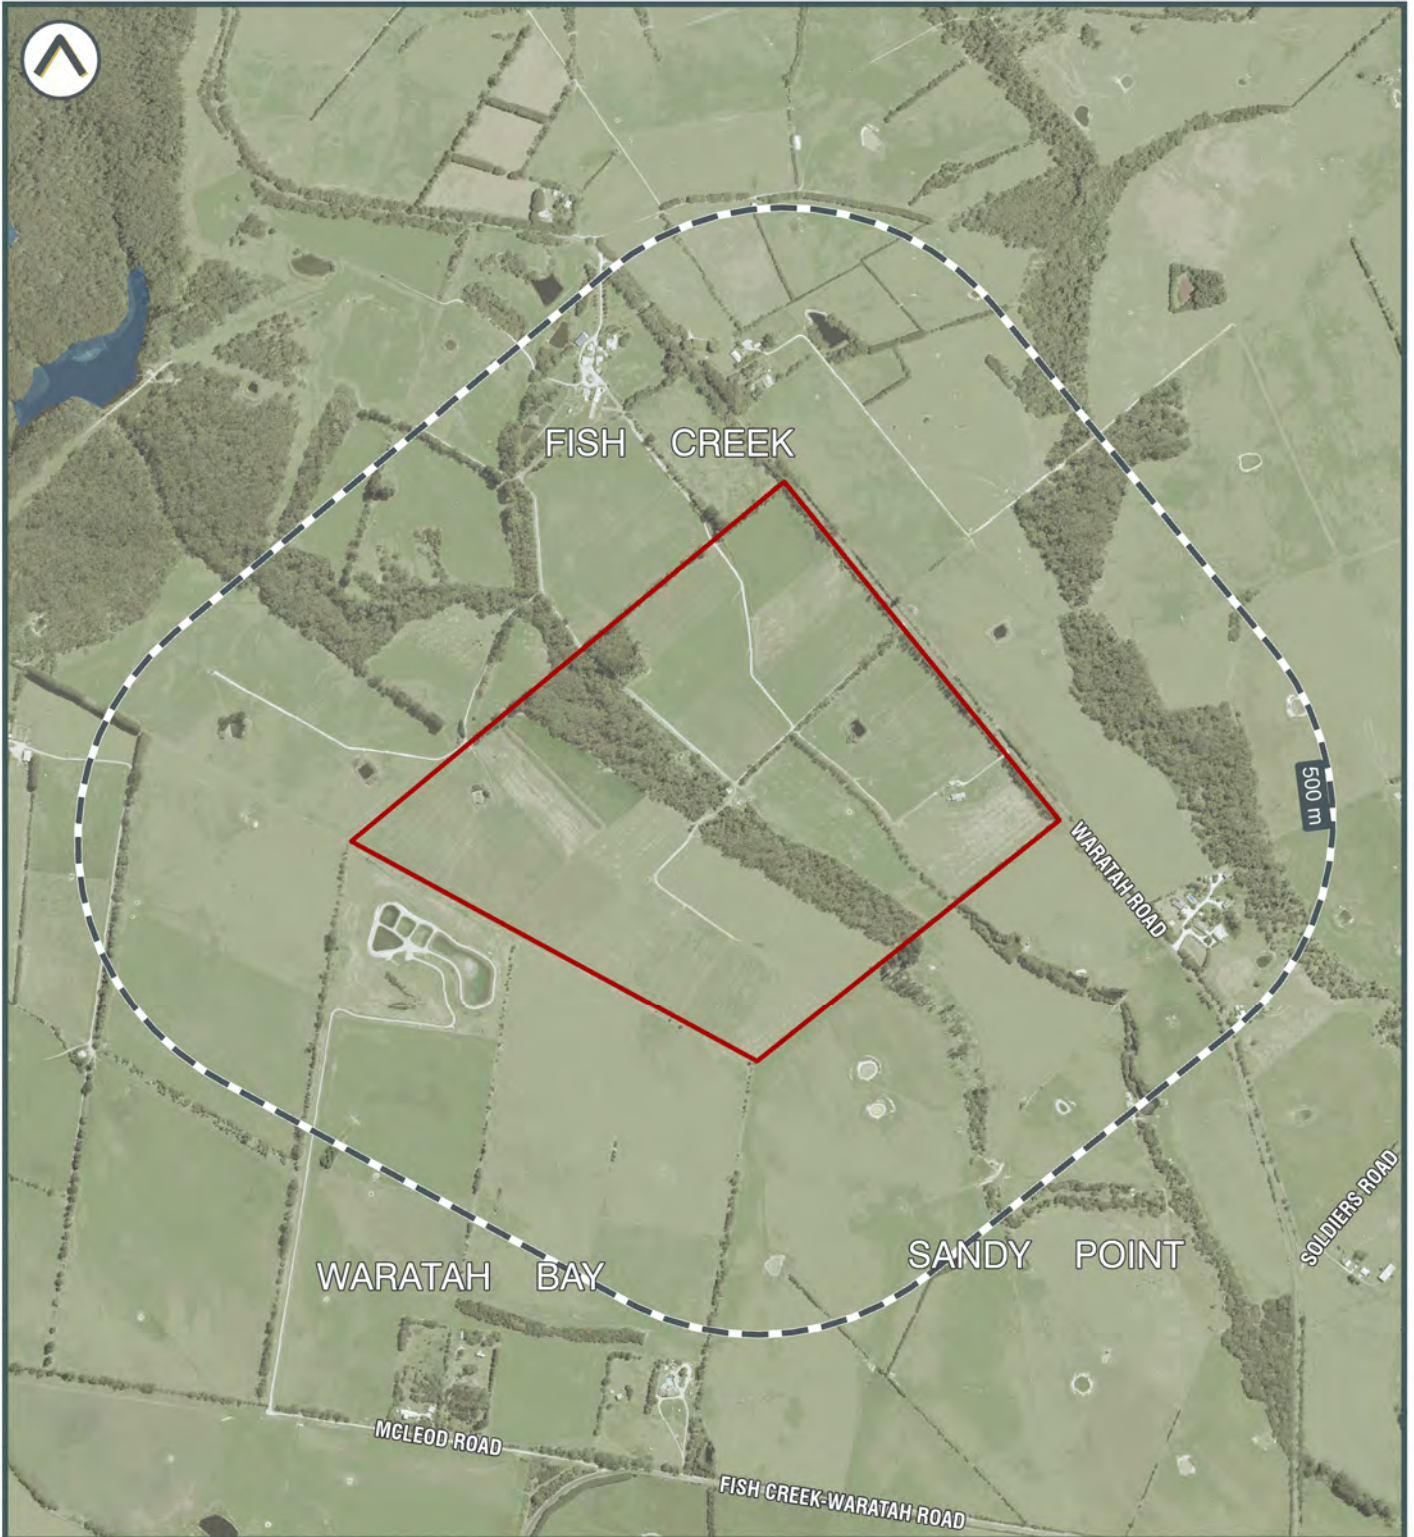 FISH CREEK
500 m
WARATAH ROAD
SOLDIERS ROAD
SANDY POINT
WARATAH BAY
MCLEOD ROAD
FISH CREEK-WARATAH ROAD